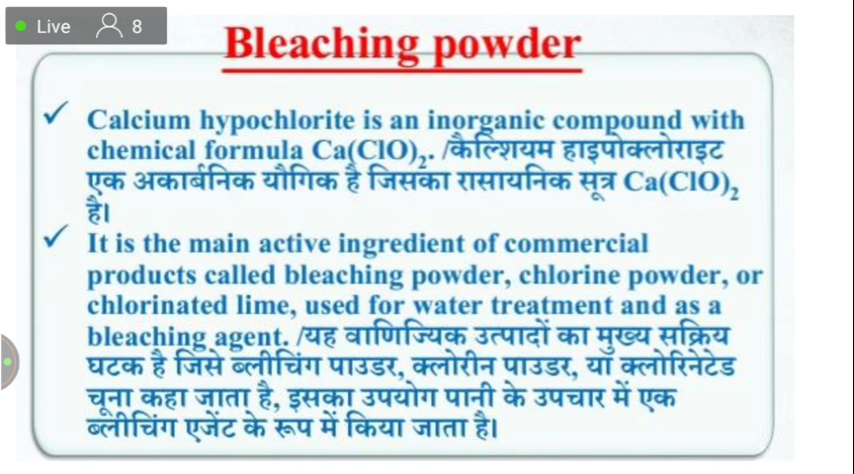 Live 8
Bleaching powder
✓ Calcium hypochlorite is an inorganic compound with
chemical formula Ca(ClO)₂. /कैल्शियम हाइपोक्लोराइट
एक अकार्बनिक यौगिक है जिसका रासायनिक सूत्र Ca(ClO)₂
है।
✓ It is the main active ingredient of commercial
products called bleaching powder, chlorine powder, or
chlorinated lime, used for water treatment and as a
bleaching agent. /यह वाणिज्यिक उत्पादों का मुख्य सक्रिय
घटक है जिसे ब्लीचिंग पाउडर, क्लोरीन पाउडर, या क्लोरिनेटेड
चूना कहा जाता है, इसका उपयोग पानी के उपचार में एक
ब्लीचिंग एजेंट के रूप में किया जाता है।